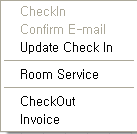 CheckIn
Confirm E-mail
Update Check In
Room Service
CheckOut
Invoice